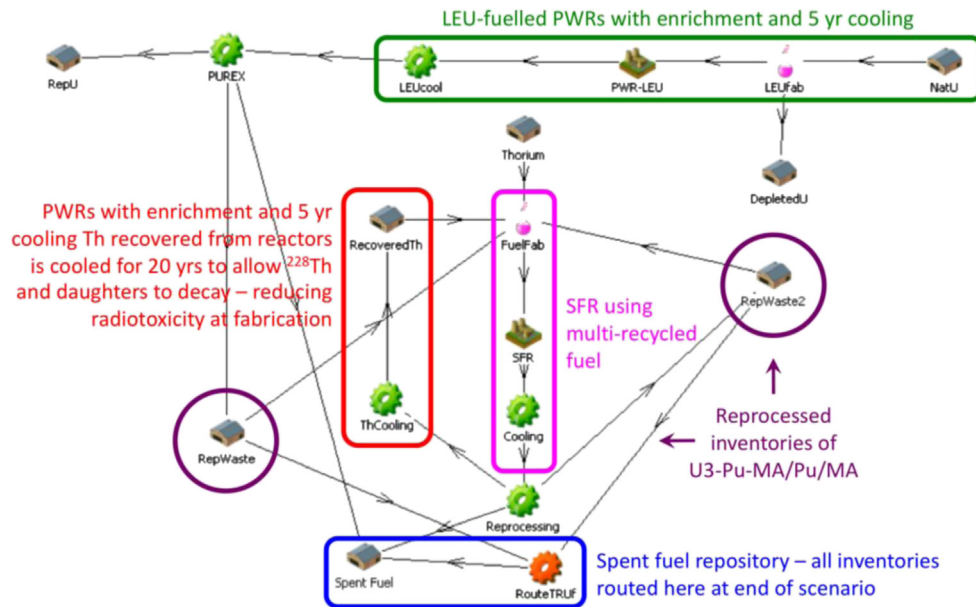 LEU-fuelled PWRs with enrichment and 5 yr cooling
RepU
PUREX
LEUcool
PWR-LEU
LEUfab
NatU
Thorium
DepletedU
PWRs with enrichment and 5 yr
cooling Th recovered from reactors
is cooled for 20 yrs to allow ²²⁸Th
and daughters to decay – reducing
radiotoxicity at fabrication
RecoveredTh
FuelFab
RepWaste2
SFR using
multi-recycled
fuel
SFR
ThCooling
Cooling
RepWaste
Reprocessed
inventories of
U3-Pu-MA/Pu/MA
Reprocessing
Spent Fuel
RouteTRUf
Spent fuel repository – all inventories
routed here at end of scenario